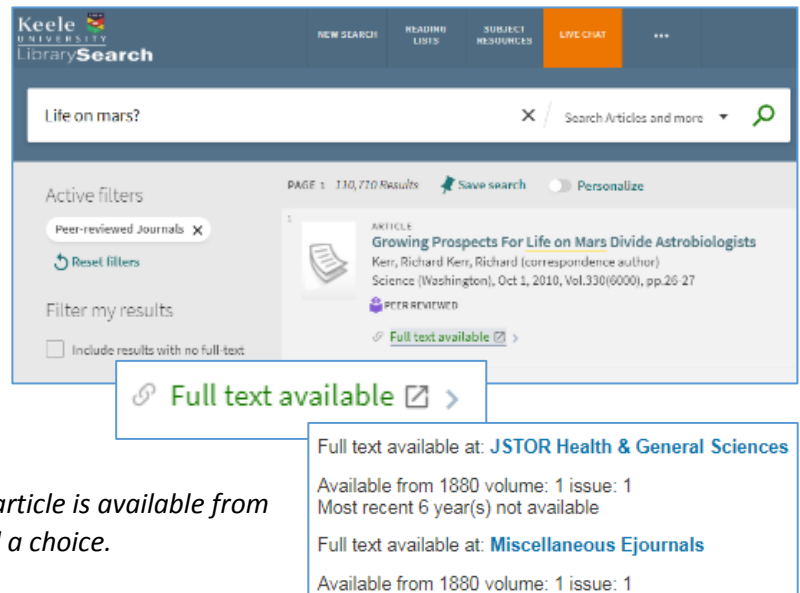 Keele
UNIVERSITY
LibrarySearch
NEW SEARCH
READING LISTS
SUBJECT RESOURCES
LIVE CHAT
•••
Life on mars?
Search Articles and more
Active filters
Peer-reviewed Journals X
Reset filters
Filter my results
Include results with no full-text
PAGE 1 110,710 Results Save search Personalize
1
ARTICLE
Growing Prospects For Life on Mars Divide Astrobiologists
Kerr, Richard Kerr, Richard (correspondence author)
Science (Washington), Oct 1, 2010, Vol.330(6000), pp.26-27
PEER REVIEWED
Full text available >
Full text available >
Full text available at: JSTOR Health & General Sciences
Available from 1880 volume: 1 issue: 1
Most recent 6 year(s) not available
Full text available at: Miscellaneous Ejournals
Available from 1880 volume: 1 issue: 1
article is available from
a choice.